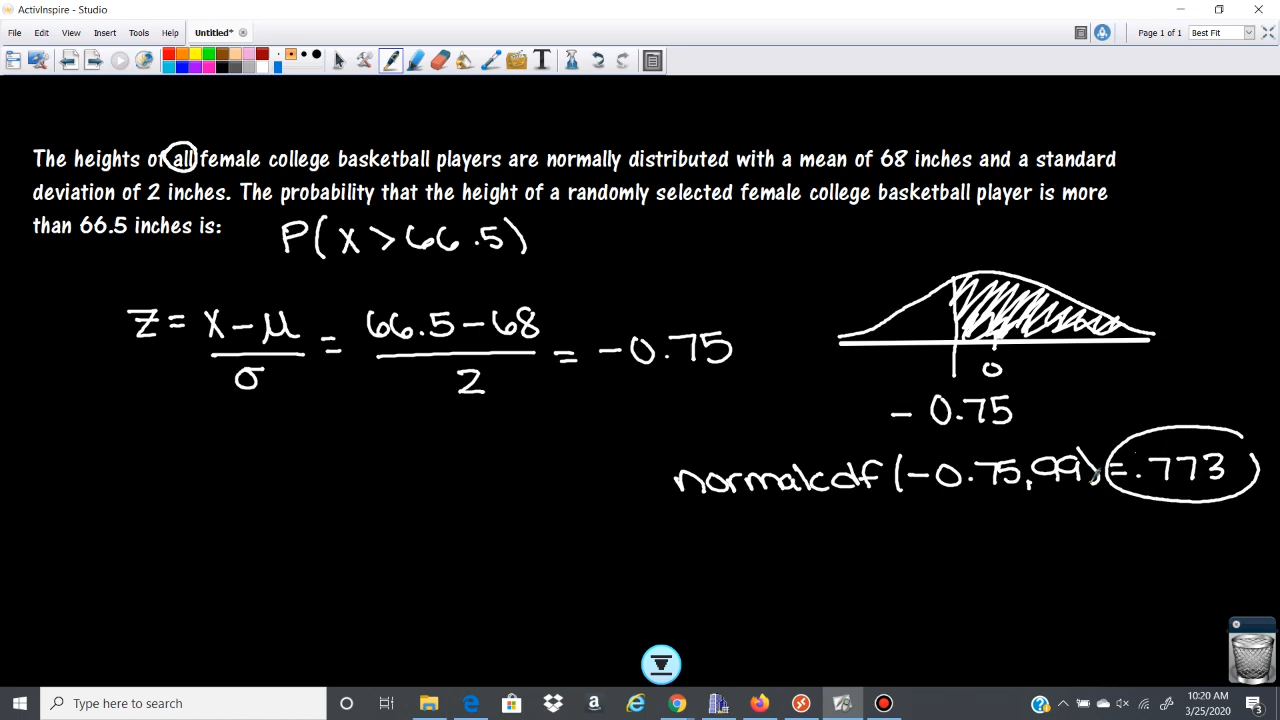 ActivInspire - Studio
File Edit View Insert Tools Help Untitled* Page 1 of 1 Best Fit
The heights of all female college basketball players are normally distributed with a mean of 68 inches and a standard
deviation of 2 inches. The probability that the height of a randomly selected female college basketball player is more
than 66.5 inches is: P(X>66.5)
Z = X-μ/σ = 66.5-68/2 = -0.75
0
-0.75
normalcdf(-0.75,99) = .773
Type here to search
10:20 AM
3/25/2020
3